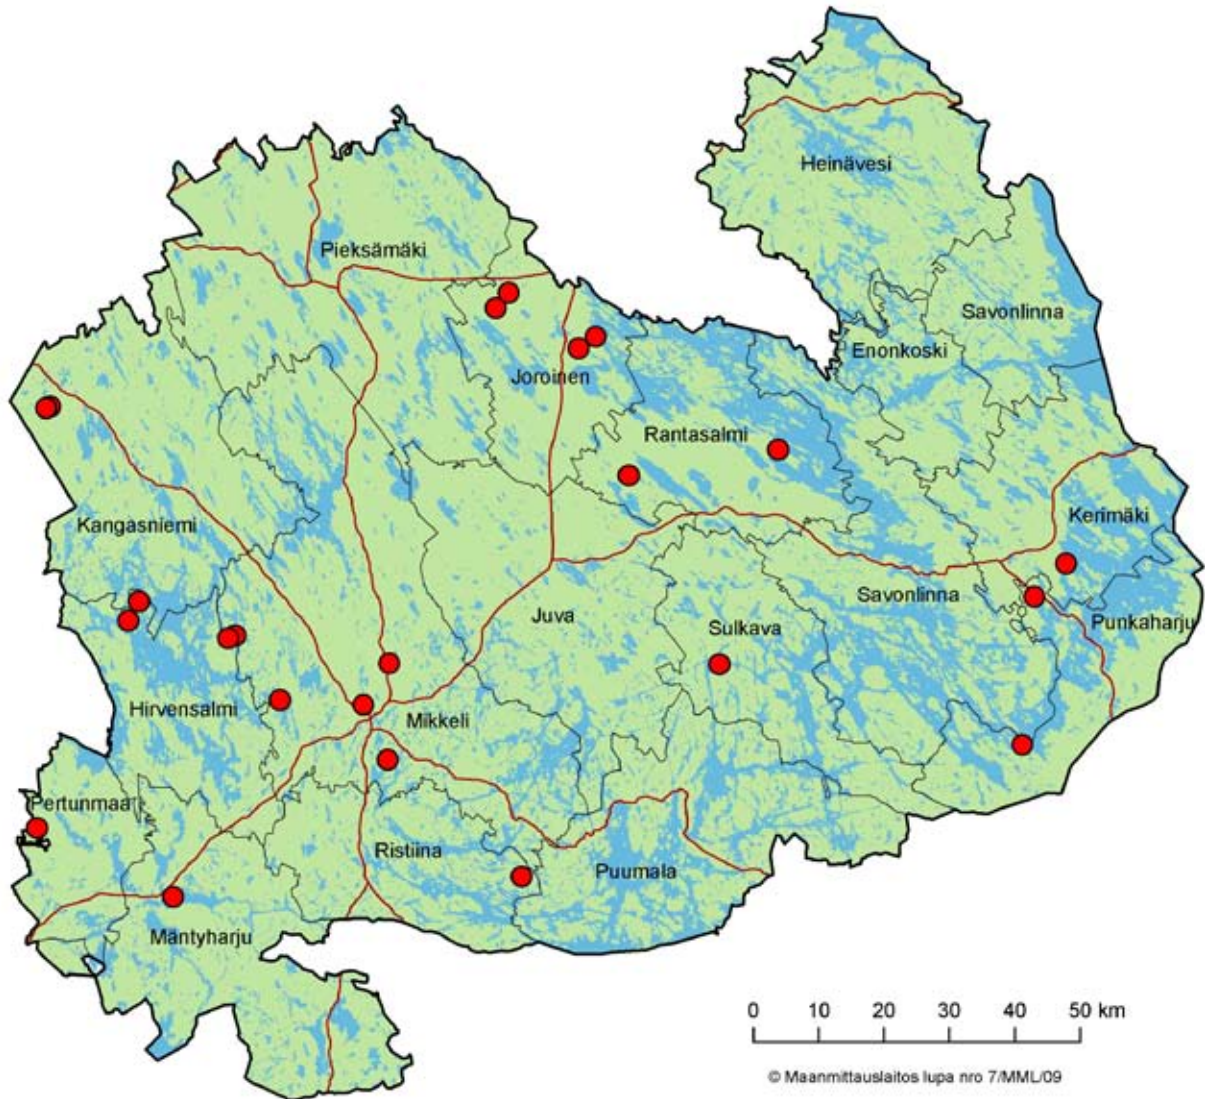 Heinävesi
Pieksämäki
Savonlinna
Enonkoski
Joroinen
Rantasalmi
Kangasniemi
Kerimäki
Savonlinna
Juva
Sulkava
Punkaharju
Hirvensalmi
Mikkeli
Pertunmaa
Ristiina
Puumala
Mäntyharju
0 10 20 30 40 50 km
© Maanmittauslaitos lupa nro 7/MML/09